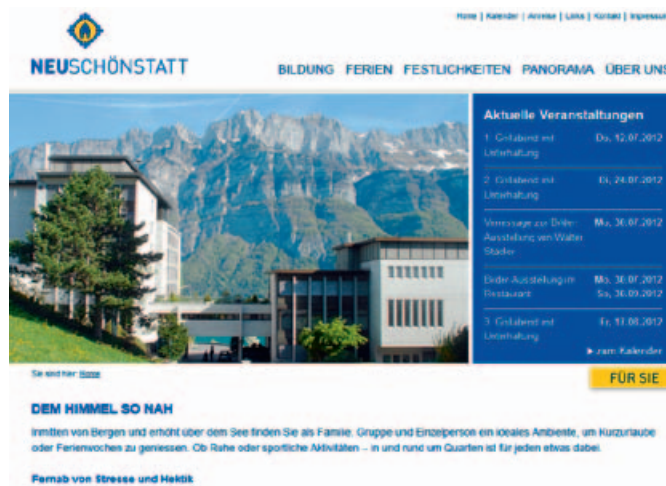 Home | Kalender | Anreise | Links | Kontakt | Impressum
NEUSCHÖNSTATT
BILDUNG FERIEN FESTLICHKEITEN PANORAMA ÜBER UNS
Aktuelle Veranstaltungen
1. Grillabend mit Do, 12.07.2012
Unterhaltung
2. Grillabend mit Di, 24.07.2012
Unterhaltung
Vernissage zur Bilder- Mo, 30.07.2012
Ausstellung von Walter
Bilder-Ausstellung im Mo, 30.07.2012
Restaurant So, 30.09.2012
3. Grillabend mit Fr, 17.08.2012
Unterhaltung
zum Kalender
Sie sind hier: Home
FÜR SIE
DEM HIMMEL SO NAH
Inmitten von Bergen und erhöht über dem See finden Sie als Familie, Gruppe und Einzelperson ein ideales Ambiente, um Kurzurlaube
oder Ferienwochen zu geniessen. Ob Ruhe oder sportliche Aktivitäten – in und rund um Quarten ist für jeden etwas dabei.
Fernab von Stresse und Hektik